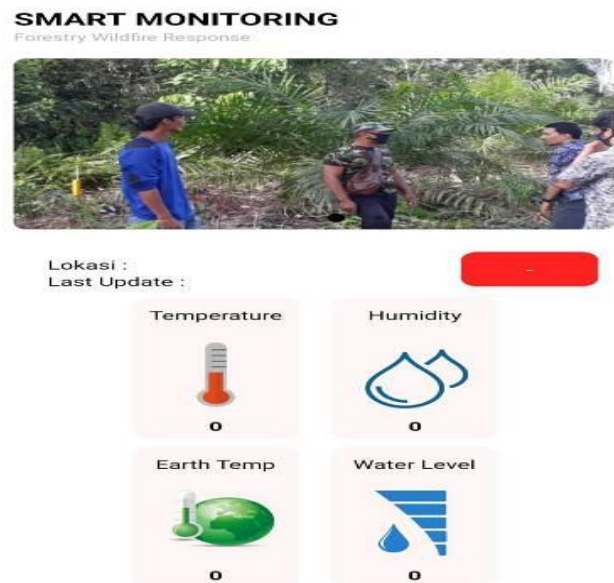 SMART MONITORING
Forestry Wildfire Response
Lokasi :
Last Update :
-
Temperature
Humidity
0
0
Earth Temp
Water Level
0
0